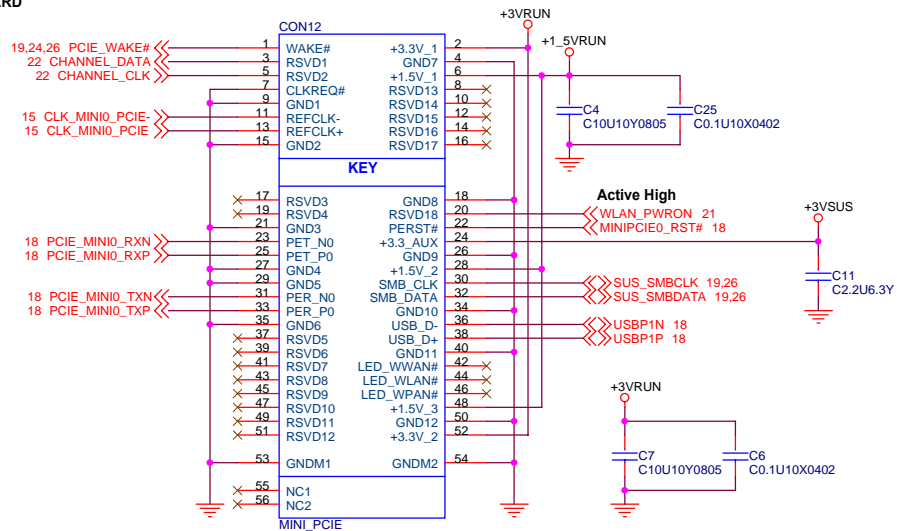 RD
CON12
+3VRUN
+1_5VRUN
19,24,26 PCIE_WAKE# 1 WAKE# +3.3V_1 2
22 CHANNEL_DATA 3 RSVD1 GND7 4
22 CHANNEL_CLK 5 RSVD2 +1.5V_1 6
7 CLKREQ# RSVD13 8
9 GND1 RSVD14 10
15 CLK_MINI0_PCIE- 11 REFCLK- RSVD15 12
15 CLK_MINI0_PCIE 13 REFCLK+ RSVD16 14
15 GND2 RSVD17 16
C4
C10U10Y0805
C25
C0.1U10X0402
KEY
Active High
17 RSVD3 GND8 18
19 RSVD4 RSVD18 20 WLAN_PWRON 21
21 GND3 PERST# 22 MINIPCIE0_RST# 18
18 PCIE_MINI0_RXN 23 PET_N0 +3.3_AUX 24
18 PCIE_MINI0_RXP 25 PET_P0 GND9 26
27 GND4 +1.5V_2 28
29 GND5 SMB_CLK 30 SUS_SMBCLK 19,26
18 PCIE_MINI0_TXN 31 PER_N0 SMB_DATA 32 SUS_SMBDATA 19,26
18 PCIE_MINI0_TXP 33 PER_P0 GND10 34
35 GND6 USB_D- 36 USBP1N 18
37 RSVD5 USB_D+ 38 USBP1P 18
39 RSVD6 GND11 40
41 RSVD7 LED_WWAN# 42
43 RSVD8 LED_WLAN# 44
45 RSVD9 LED_WPAN# 46
47 RSVD10 +1.5V_3 48
49 RSVD11 GND12 50
51 RSVD12 +3.3V_2 52
53 GNDM1 GNDM2 54
55 NC1
56 NC2
MINI_PCIE
+3VSUS
C11
C2.2U6.3Y
+3VRUN
C7
C10U10Y0805
C6
C0.1U10X0402